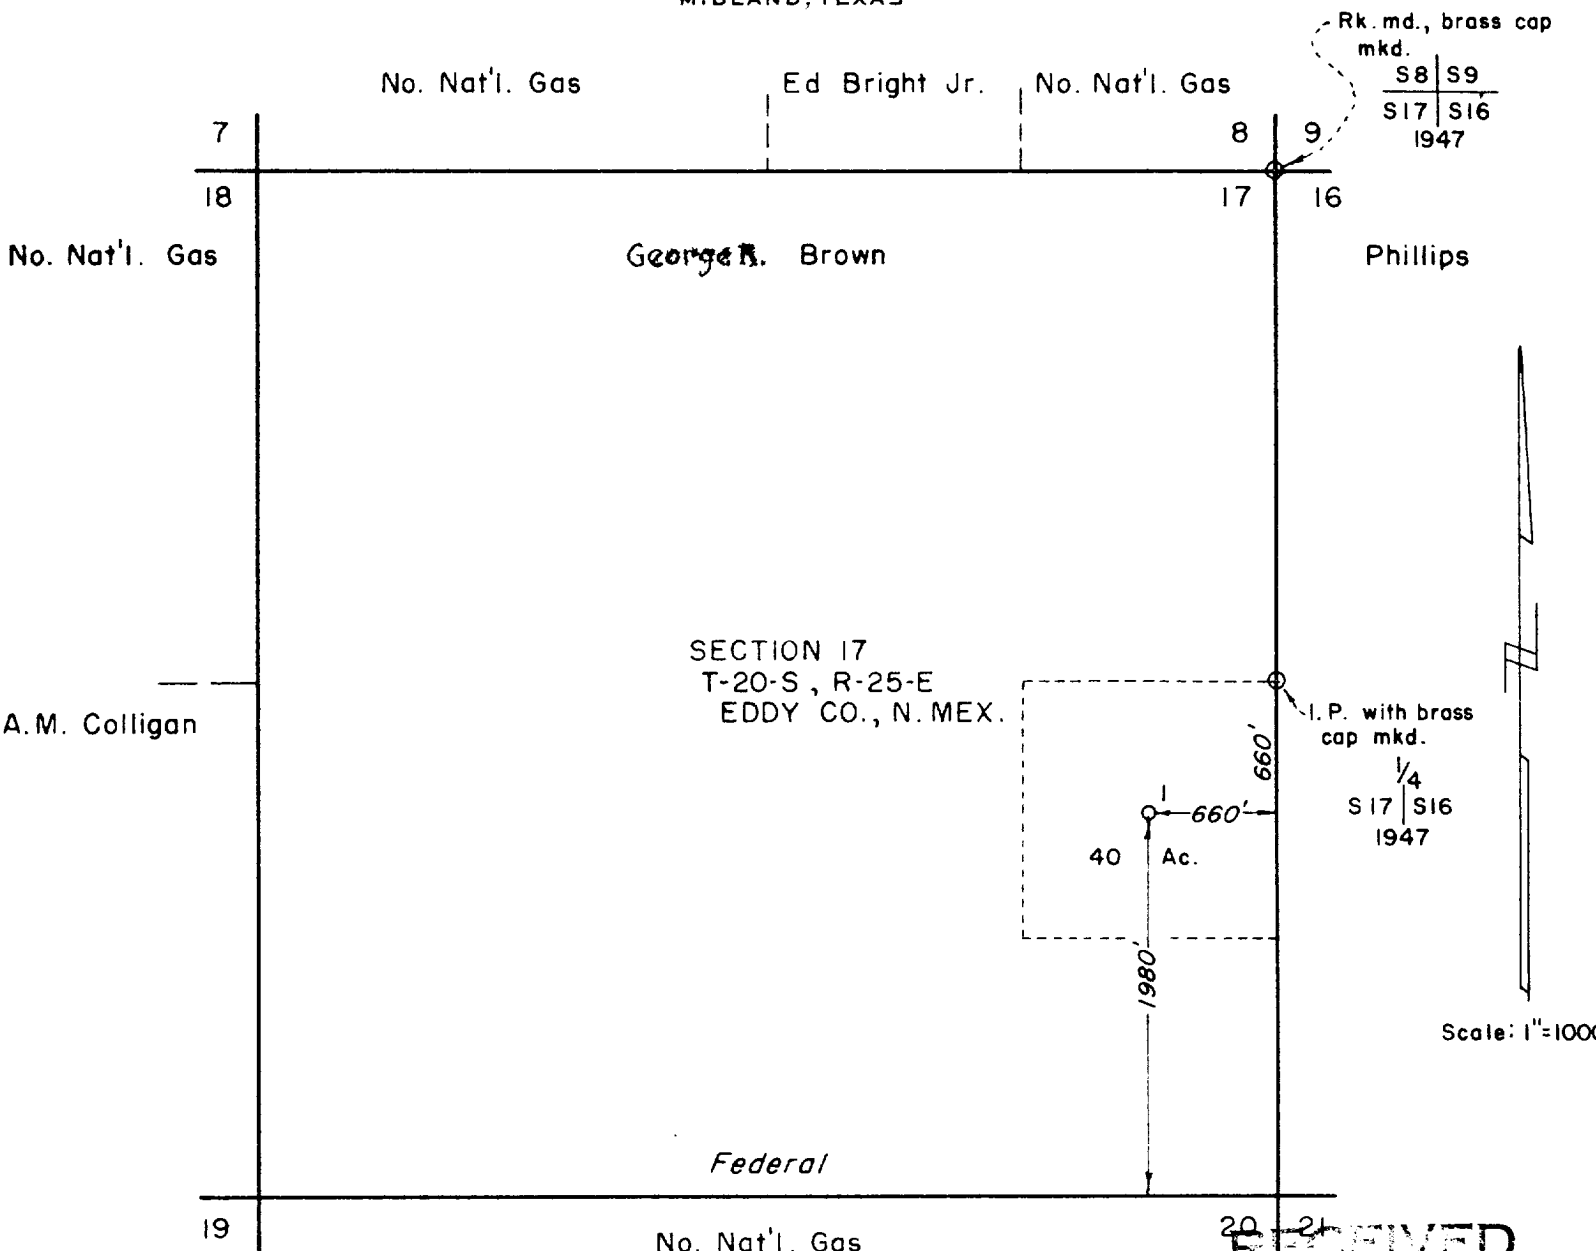 MIDLAND, TEXAS
Rk. md., brass cap
mkd.
S8 S9
S17 S16
1947
No. Nat'l. Gas
Ed Bright Jr.
No. Nat'l. Gas
7
8 9
18
17 16
No. Nat'l. Gas
George R. Brown
Phillips
SECTION 17
T-20-S, R-25-E
EDDY CO., N. MEX.
A.M. Colligan
I.P. with brass
cap mkd.
1/4
S17 S16
1947
660'
1
660'
40 Ac.
1980'
Scale: 1"=100
Federal
19
20 21
No. Nat'l. Gas
RECEIVED